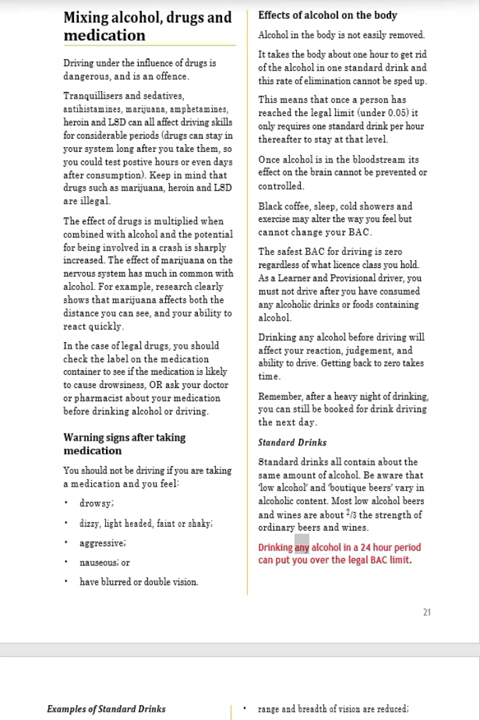 Mixing alcohol, drugs and
medication
Driving under the influence of drugs is
dangerous, and is an offence.
Tranquillisers and sedatives,
antihistamines, marijuana, amphetamines,
heroin and LSD can all affect driving skills
for considerable periods (drugs can stay in
your system long after you take them, so
you could test postive hours or even days
after consumption). Keep in mind that
drugs such as marijuana, heroin and LSD
are illegal.
The effect of drugs is multiplied when
combined with alcohol and the potential
for being involved in a crash is sharply
increased. The effect of marijuana on the
nervous system has much in common with
alcohol. For example, research clearly
shows that marijuana affects both the
distance you can see, and your ability to
react quickly.
In the case of legal drugs, you should
check the label on the medication
container to see if the medication is likely
to cause drowsiness, OR ask your doctor
or pharmacist about your medication
before drinking alcohol or driving.
Warning signs after taking
medication
You should not be driving if you are taking
a medication and you feel:
• drowsy;
• dizzy, light headed, faint or shaky;
• aggressive;
• nauseous; or
• have blurred or double vision.
Effects of alcohol on the body
Alcohol in the body is not easily removed.
It takes the body about one hour to get rid
of the alcohol in one standard drink and
this rate of elimination cannot be sped up.
This means that once a person has
reached the legal limit (under 0.05) it
only requires one standard drink per hour
thereafter to stay at that level.
Once alcohol is in the bloodstream its
effect on the brain cannot be prevented or
controlled.
Black coffee, sleep, cold showers and
exercise may alter the way you feel but
cannot change your BAC.
The safest BAC for driving is zero
regardless of what licence class you hold.
As a Learner and Provisional driver, you
must not drive after you have consumed
any alcoholic drinks or foods containing
alcohol.
Drinking any alcohol before driving will
affect your reaction, judgement, and
ability to drive. Getting back to zero takes
time.
Remember, after a heavy night of drinking,
you can still be booked for drink driving
the next day.
Standard Drinks
Standard drinks all contain about the
same amount of alcohol. Be aware that
'low alcohol' and 'boutique beers' vary in
alcoholic content. Most low alcohol beers
and wines are about 2/3 the strength of
ordinary beers and wines.
Drinking any alcohol in a 24 hour period
can put you over the legal BAC limit.
21
Examples of Standard Drinks
• range and breadth of vision are reduced;